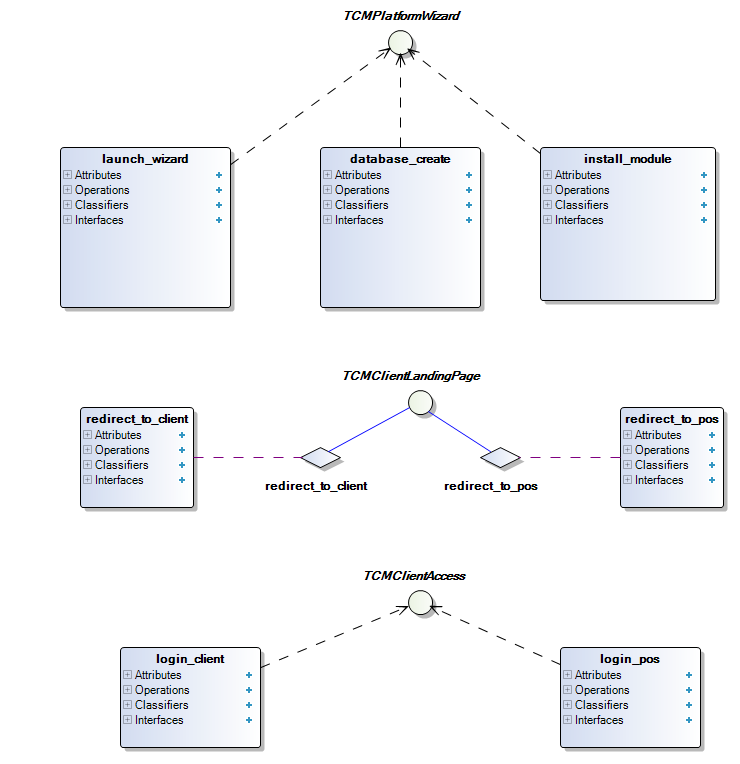 TCMPlatformWizard
launch_wizard
Attributes
Operations
Classifiers
Interfaces
database_create
Attributes
Operations
Classifiers
Interfaces
install_module
Attributes
Operations
Classifiers
Interfaces
TCMClientLandingPage
redirect_to_client
Attributes
Operations
Classifiers
Interfaces
redirect_to_client
redirect_to_pos
redirect_to_pos
Attributes
Operations
Classifiers
Interfaces
TCMClientAccess
login_client
Attributes
Operations
Classifiers
Interfaces
login_pos
Attributes
Operations
Classifiers
Interfaces